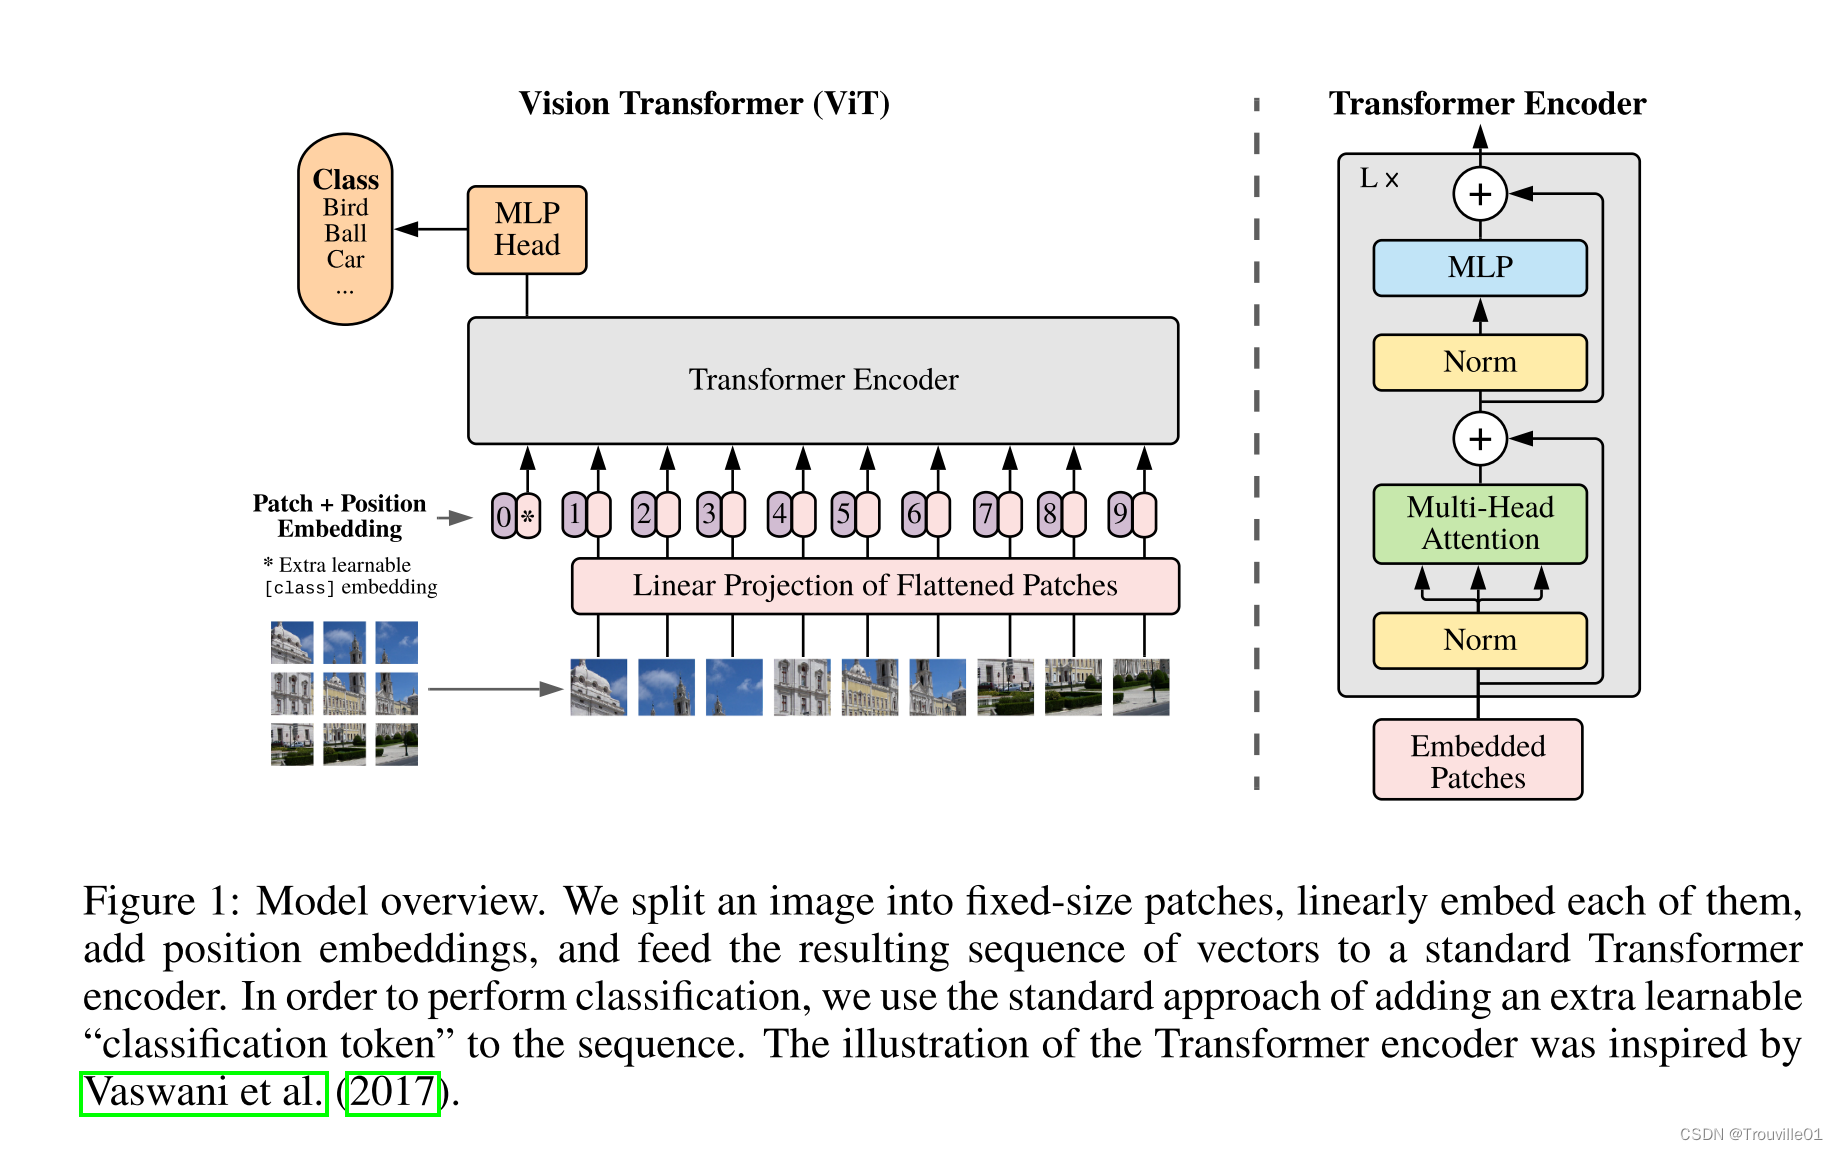 Vision Transformer (ViT)
Class
Bird
Ball
Car
...
MLP
Head
Transformer Encoder
Patch + Position
Embedding
* Extra learnable
[class] embedding
0 * 1 2 3 4 5 6 7 8 9
Linear Projection of Flattened Patches
Transformer Encoder
L x
+
MLP
Norm
+
Multi-Head
Attention
Norm
Embedded
Patches
Figure 1: Model overview. We split an image into fixed-size patches, linearly embed each of them,
add position embeddings, and feed the resulting sequence of vectors to a standard Transformer
encoder. In order to perform classification, we use the standard approach of adding an extra learnable
“classification token” to the sequence. The illustration of the Transformer encoder was inspired by
Vaswani et al. (2017).
CSDN @Trouville01